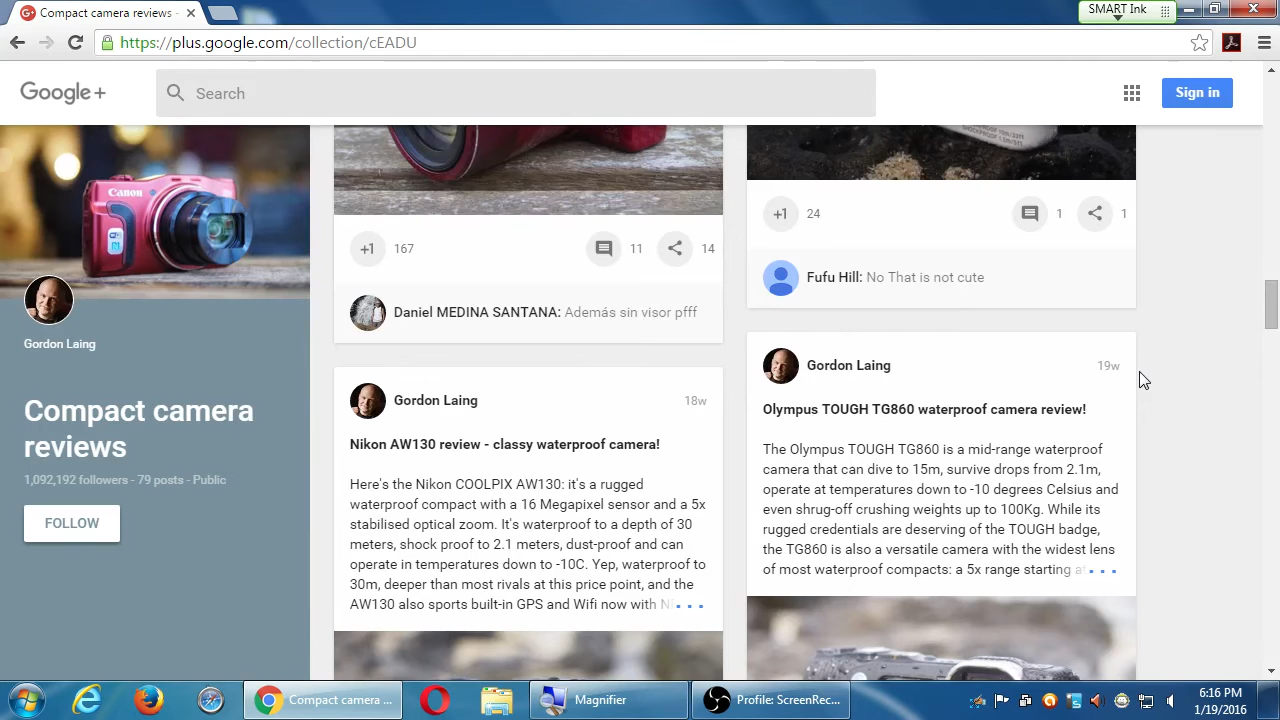 Compact camera reviews -
SMART Ink
https://plus.google.com/collection/cEADU
Google+
Search
Sign in
Canon
Gordon Laing
Compact camera
reviews
1,092,192 followers - 79 posts - Public
FOLLOW
+1
167
11
14
Daniel MEDINA SANTANA: Además sin visor pfff
Gordon Laing
18w
Nikon AW130 review - classy waterproof camera!
Here's the Nikon COOLPIX AW130: it's a rugged
waterproof compact with a 16 Megapixel sensor and a 5x
stabilised optical zoom. It's waterproof to a depth of 30
meters, shock proof to 2.1 meters, dust-proof and can
operate in temperatures down to -10C. Yep, waterproof to
30m, deeper than most rivals at this price point, and the
AW130 also sports built-in GPS and Wifi now with
SHOCKPROOF 1.5m/5ft
+1
24
1
1
Fufu Hill: No That is not cute
Gordon Laing
19w
Olympus TOUGH TG860 waterproof camera review!
The Olympus TOUGH TG860 is a mid-range waterproof
camera that can dive to 15m, survive drops from 2.1m,
operate at temperatures down to -10 degrees Celsius and
even shrug-off crushing weights up to 100Kg. While its
rugged credentials are deserving of the TOUGH badge,
the TG860 is also a versatile camera with the widest lens
of most waterproof compacts: a 5x range starting at
Compact camera ...
Magnifier
Profile: ScreenRec...
6:16 PM
1/19/2016